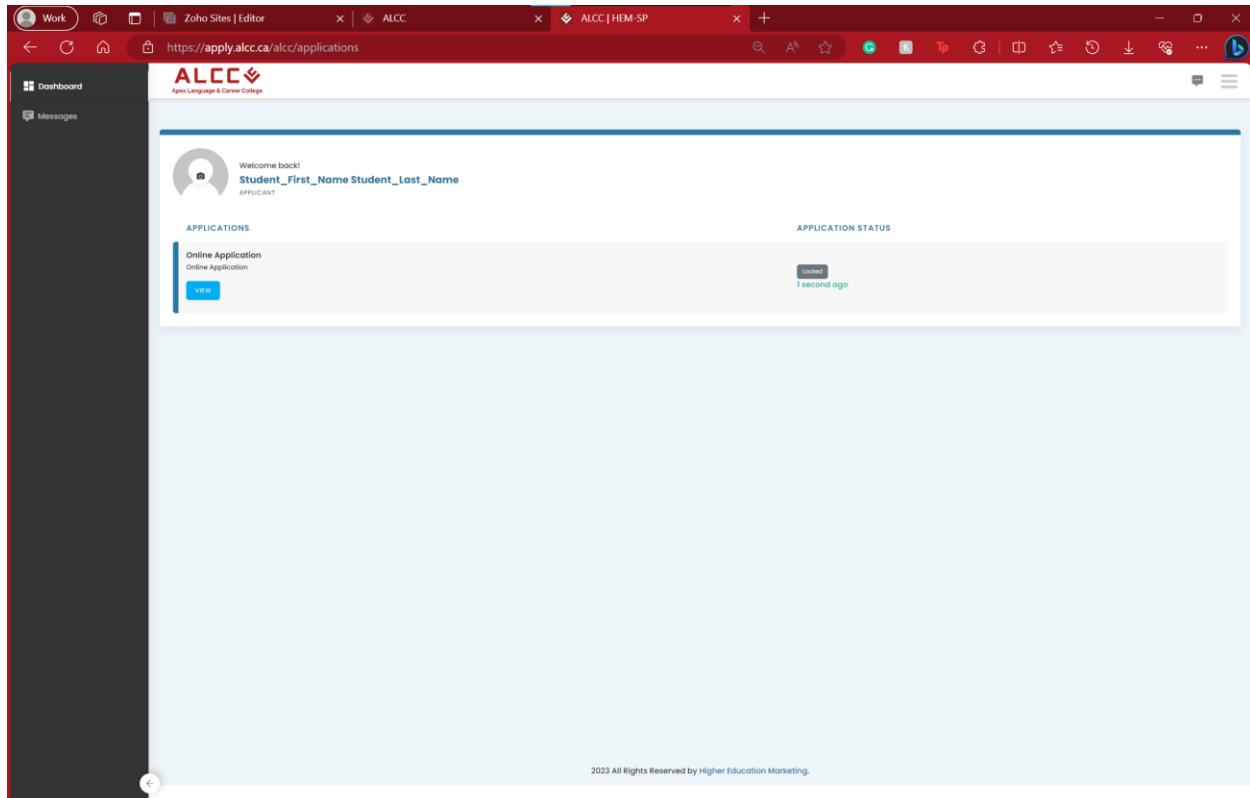 Work
Zoho Sites | Editor
ALCC
ALCC | HEM-SP
https://apply.alcc.ca/alcc/applications
Dashboard
Messages
ALCC
Apex Language & Career College
Welcome back!
Student_First_Name Student_Last_Name
APPLICANT
APPLICATIONS
APPLICATION STATUS
Online Application
Online Application
VIEW
Locked
1 second ago
2023 All Rights Reserved by Higher Education Marketing.